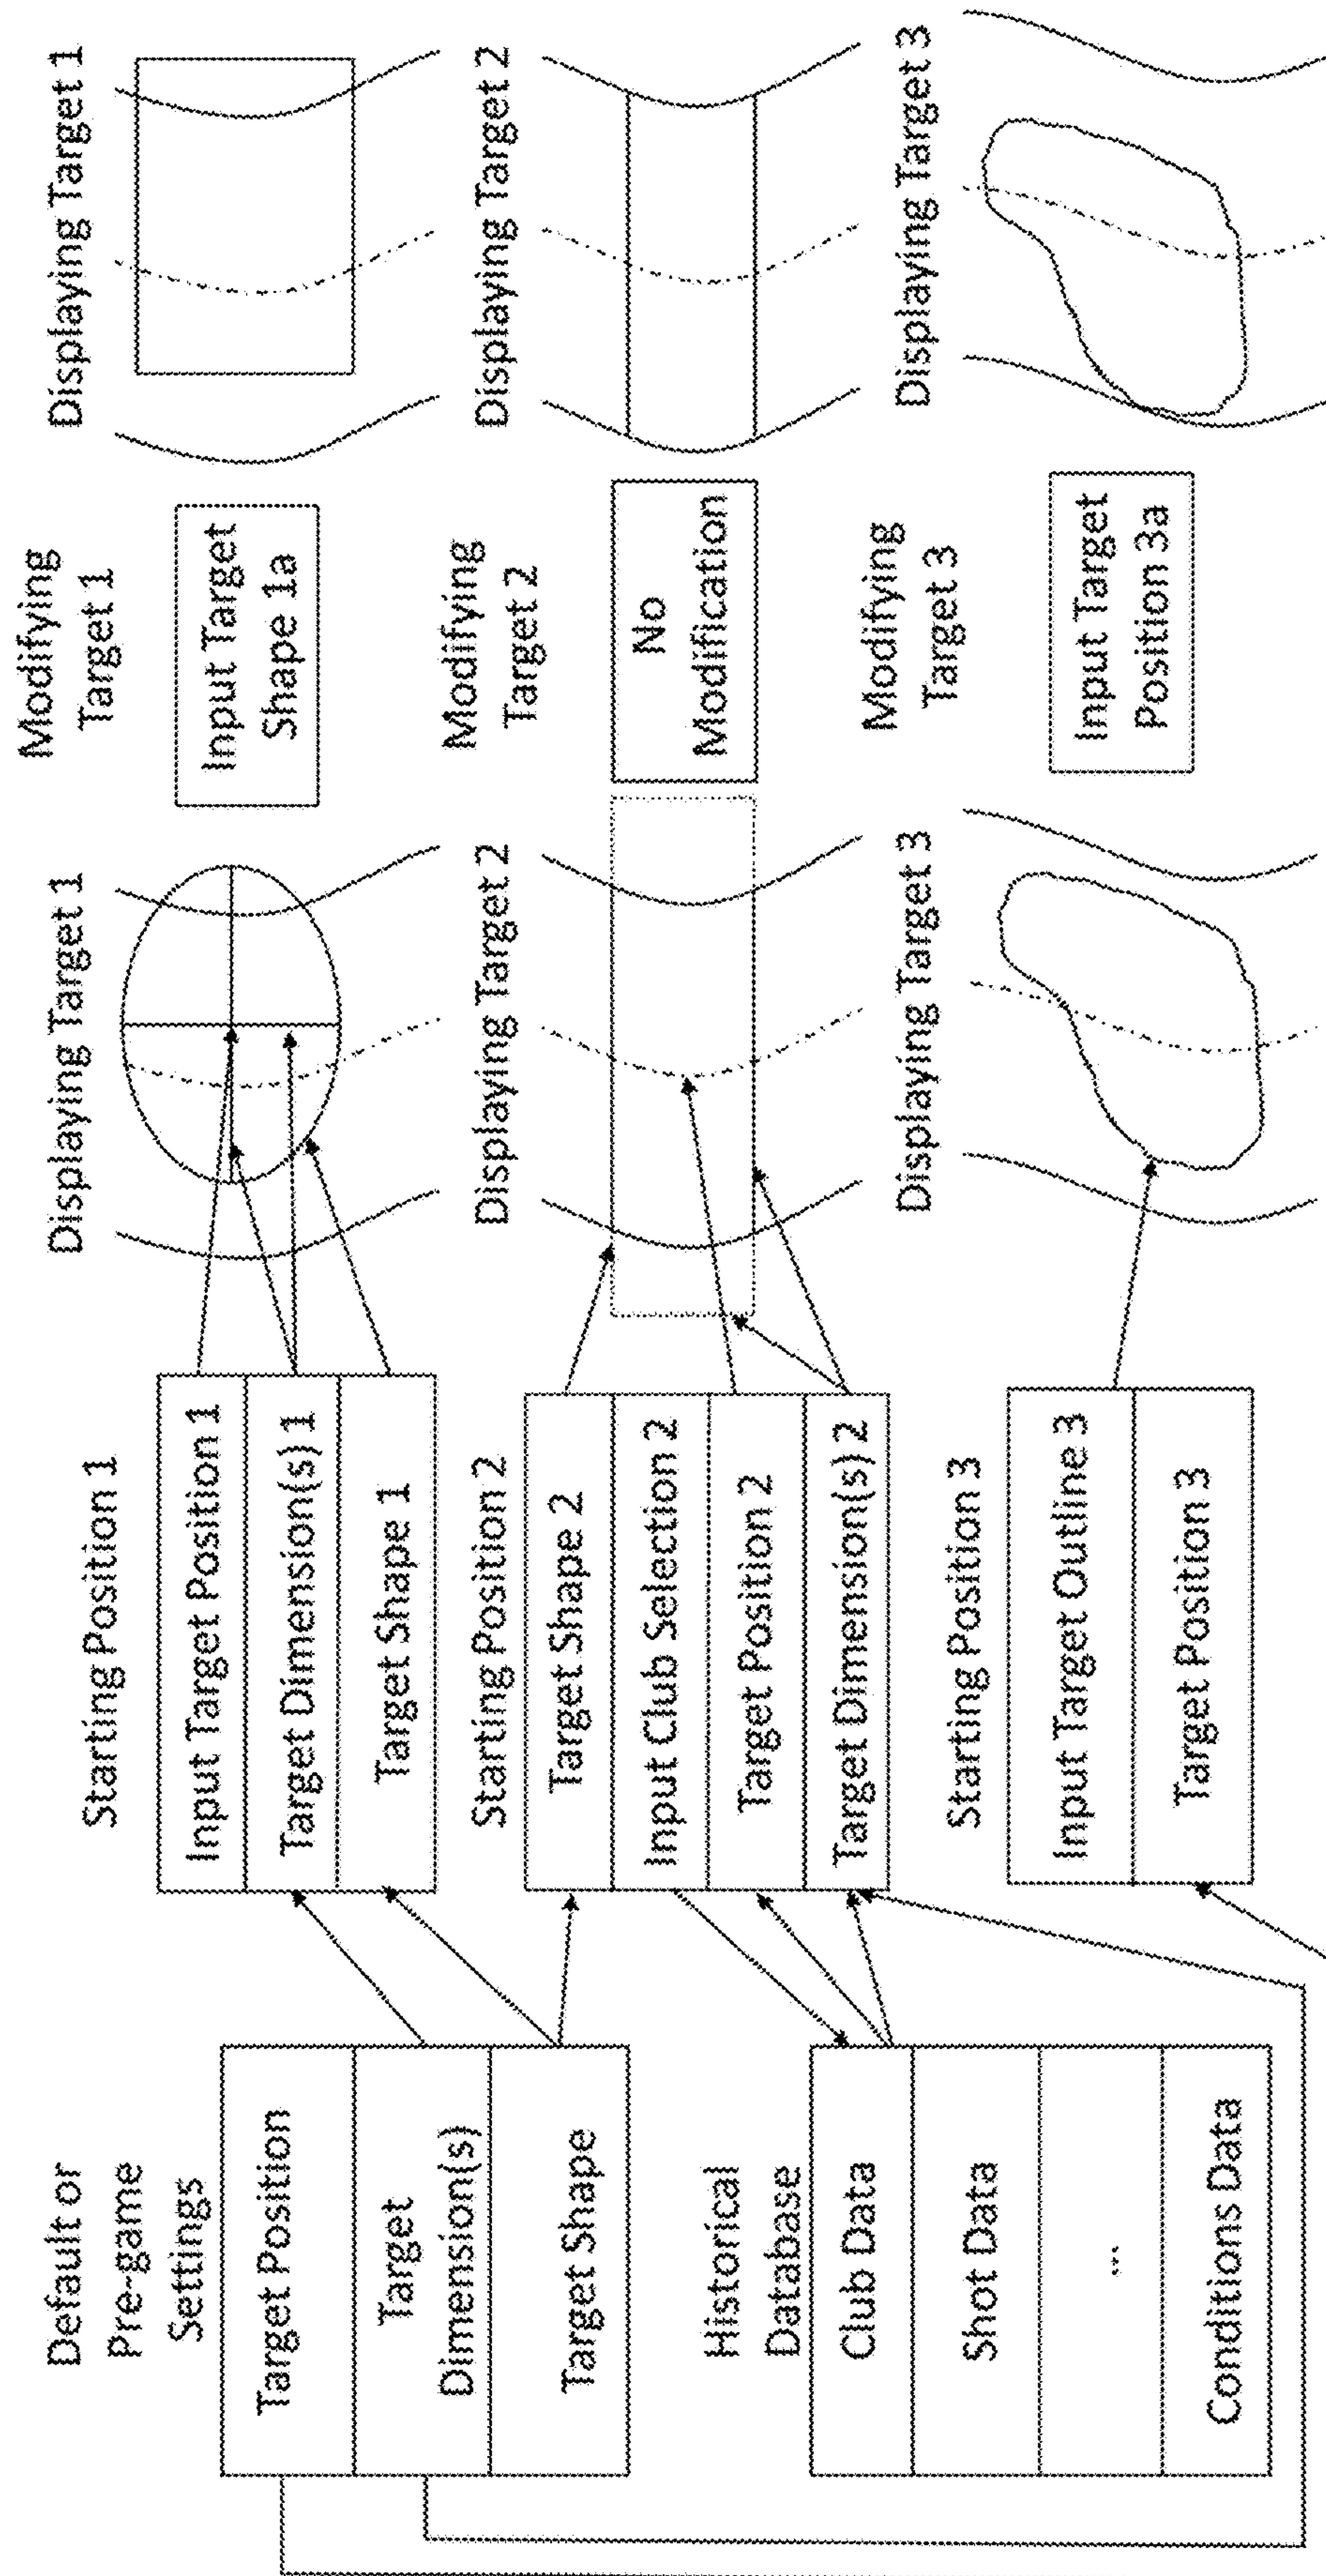 Default or
Pre-game
Settings
Target Position
Target
Dimension(s)
Target Shape
Historical
Database
Club Data
Shot Data
...
Conditions Data
Starting Position 1
Input Target Position 1
Target Dimension(s) 1
Target Shape 1
Starting Position 2
Target Shape 2
Input Club Selection 2
Target Position 2
Target Dimension(s) 2
Starting Position 3
Input Target Outline 3
Target Position 3
Displaying Target 1
Displaying Target 2
Displaying Target 3
Modifying
Target 1
Input Target
Shape 1a
Modifying
Target 2
No
Modification
Modifying
Target 3
Input Target
Position 3a
Displaying Target 1
Displaying Target 2
Displaying Target 3